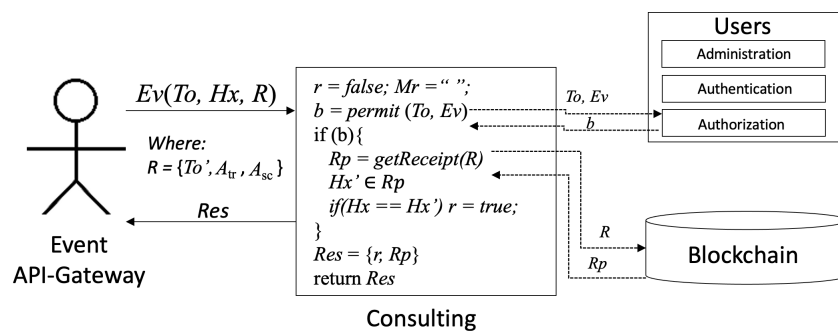 Users
Administration
Authentication
Authorization
Ev(To, Hx, R)
Where:
R = {To’, Atr , Asc }
Res
Event
API-Gateway
r = false; Mr =“ ”;
b = permit (To, Ev)
if (b){
Rp = getReceipt(R)
Hx’ ∈ Rp
if(Hx == Hx’) r = true;
}
Res = {r, Rp}
return Res
Consulting
To, Ev
b
R
Rp
Blockchain